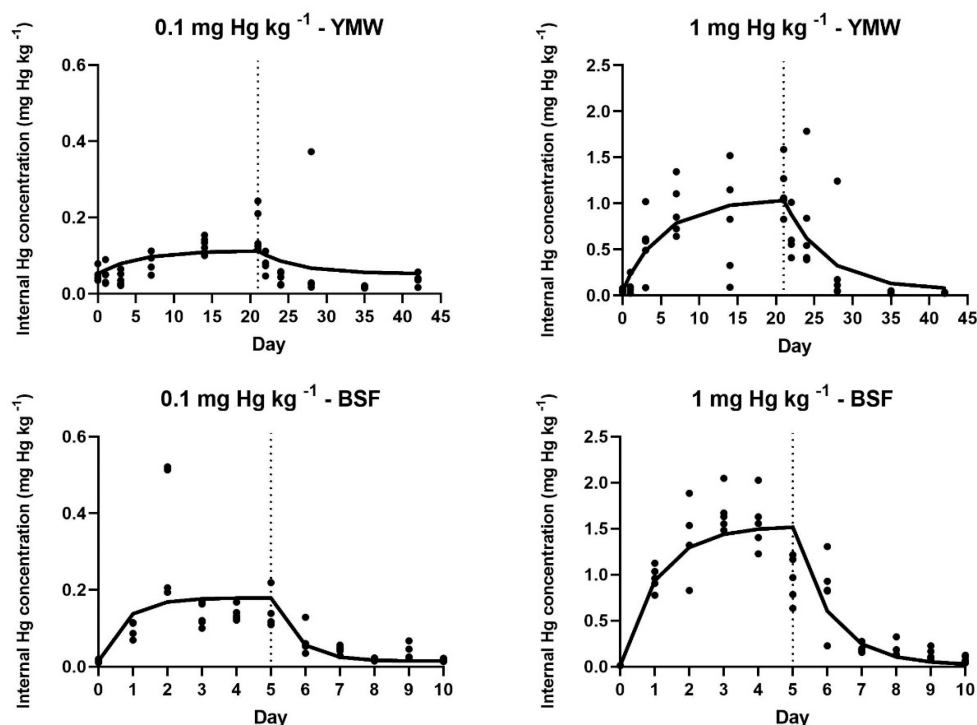 0.1 mg Hg kg ⁻¹ - YMW
Internal Hg concentration (mg Hg kg⁻¹)
0.6
0.4
0.2
0.0
0 5 10 15 20 25 30 35 40 45
Day
1 mg Hg kg ⁻¹ - YMW
Internal Hg concentration (mg Hg kg⁻¹)
2.5
2.0
1.5
1.0
0.5
0.0
0 5 10 15 20 25 30 35 40 45
Day
0.1 mg Hg kg ⁻¹ - BSF
Internal Hg concentration (mg Hg kg⁻¹)
0.6
0.4
0.2
0.0
0 1 2 3 4 5 6 7 8 9 10
Day
1 mg Hg kg ⁻¹ - BSF
Internal Hg concentration (mg Hg kg⁻¹)
2.5
2.0
1.5
1.0
0.5
0.0
0 1 2 3 4 5 6 7 8 9 10
Day